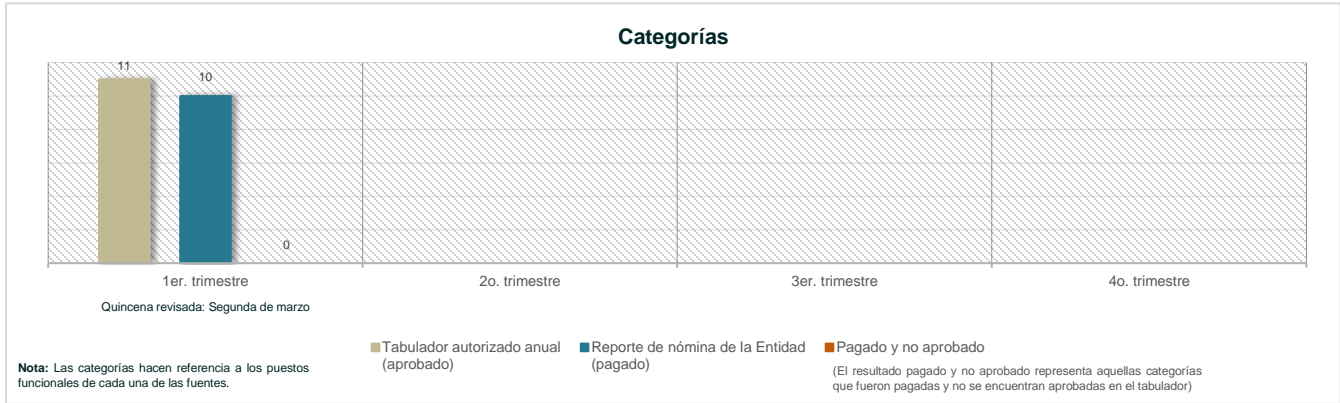 Categorías
11
10
0
1er. trimestre
2o. trimestre
3er. trimestre
4o. trimestre
Quincena revisada: Segunda de marzo
Tabulador autorizado anual
(aprobado)
Reporte de nómina de la Entidad
(pagado)
Pagado y no aprobado
(El resultado pagado y no aprobado representa aquellas categorías
que fueron pagadas y no se encuentran aprobadas en el tabulador)
Nota: Las categorías hacen referencia a los puestos
funcionales de cada una de las fuentes.